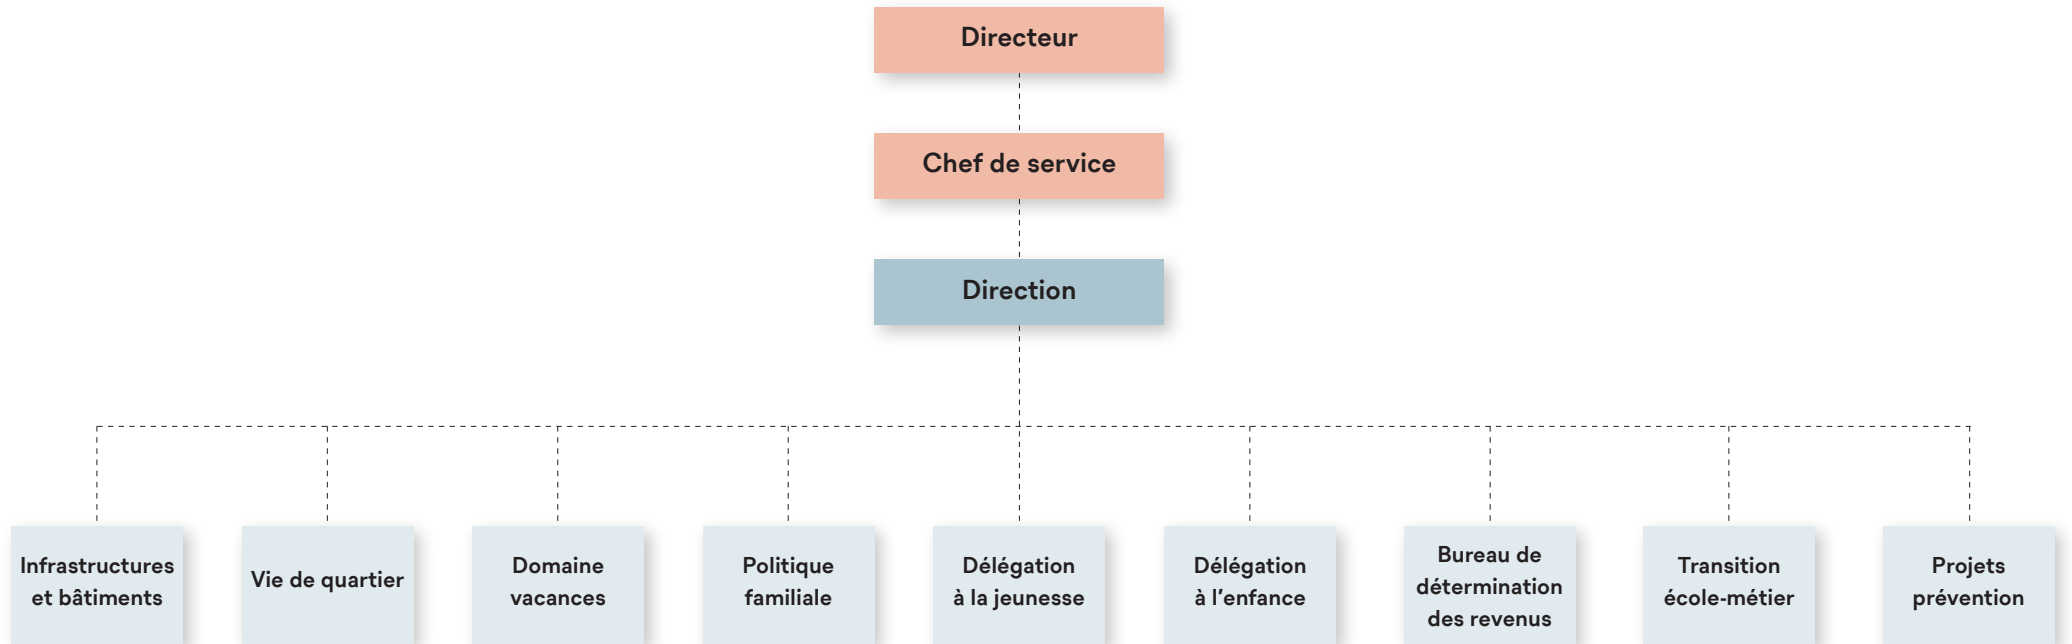 Directeur
Chef de service
Direction
Infrastructures
et bâtiments
Vie de quartier
Domaine
vacances
Politique
familiale
Délégation
à la jeunesse
Délégation
à l'enfance
Bureau de
détermination
des revenus
Transition
école-métier
Projets
prévention